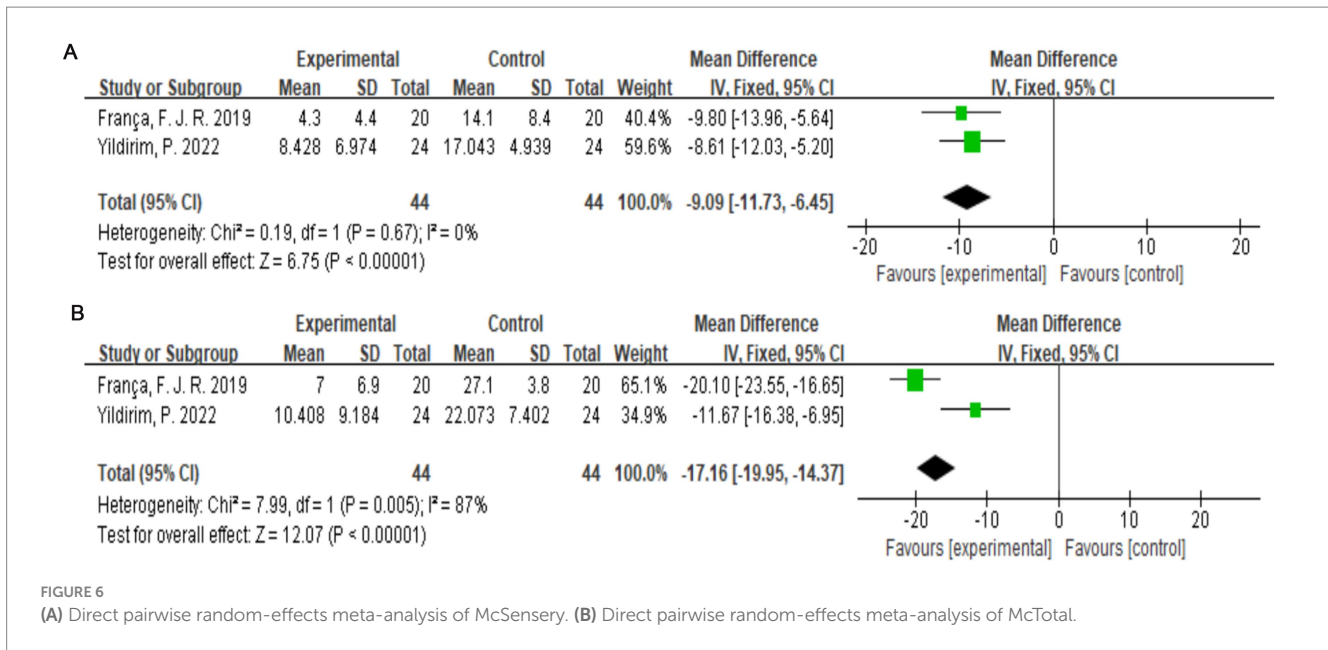 A
Experimental Control Mean Difference Mean Difference
Study or Subgroup Mean SD Total Mean SD Total Weight IV, Fixed, 95% CI IV, Fixed, 95% CI
França, F. J. R. 2019 4.3 4.4 20 14.1 8.4 20 40.4% -9.80 [-13.96, -5.64]
Yildirim, P. 2022 8.428 6.974 24 17.043 4.939 24 59.6% -8.61 [-12.03, -5.20]
Total (95% CI) 44 44 100.0% -9.09 [-11.73, -6.45]
Heterogeneity: Chi² = 0.19, df = 1 (P = 0.67); I² = 0%
Test for overall effect: Z = 6.75 (P < 0.00001)
-20 -10 0 10 20
Favours [experimental] Favours [control]
B
Experimental Control Mean Difference Mean Difference
Study or Subgroup Mean SD Total Mean SD Total Weight IV, Fixed, 95% CI IV, Fixed, 95% CI
França, F. J. R. 2019 7 6.9 20 27.1 3.8 20 65.1% -20.10 [-23.55, -16.65]
Yildirim, P. 2022 10.408 9.184 24 22.073 7.402 24 34.9% -11.67 [-16.38, -6.95]
Total (95% CI) 44 44 100.0% -17.16 [-19.95, -14.37]
Heterogeneity: Chi² = 7.99, df = 1 (P = 0.005); I² = 87%
Test for overall effect: Z = 12.07 (P < 0.00001)
-20 -10 0 10 20
Favours [experimental] Favours [control]
FIGURE 6
(A) Direct pairwise random-effects meta-analysis of McSensery. (B) Direct pairwise random-effects meta-analysis of McTotal.